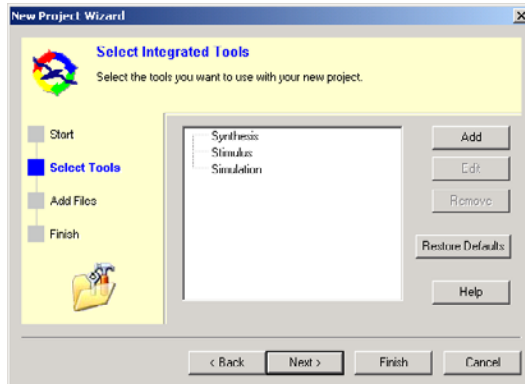 New Project Wizard
Select Integrated Tools
Select the tools you want to use with your new project.
Start
Select Tools
Add Files
Finish
Synthesis
Stimulus
Simulation
Add
Edit
Remove
Restore Defaults
Help
< Back
Next >
Finish
Cancel